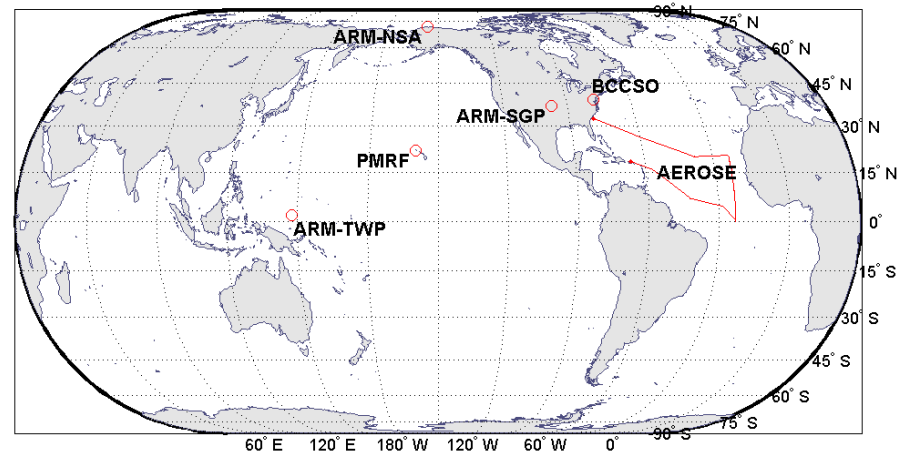 90° N
75° N
ARM-NSA
60° N
45° N
BCCSO
ARM-SGP
30° N
PMRF
AEROSE
15° N
ARM-TWP
0°
15° S
30° S
45° S
60° S
75° S
-90° S
60° E 120° E 180° W 120° W 60° W 0°